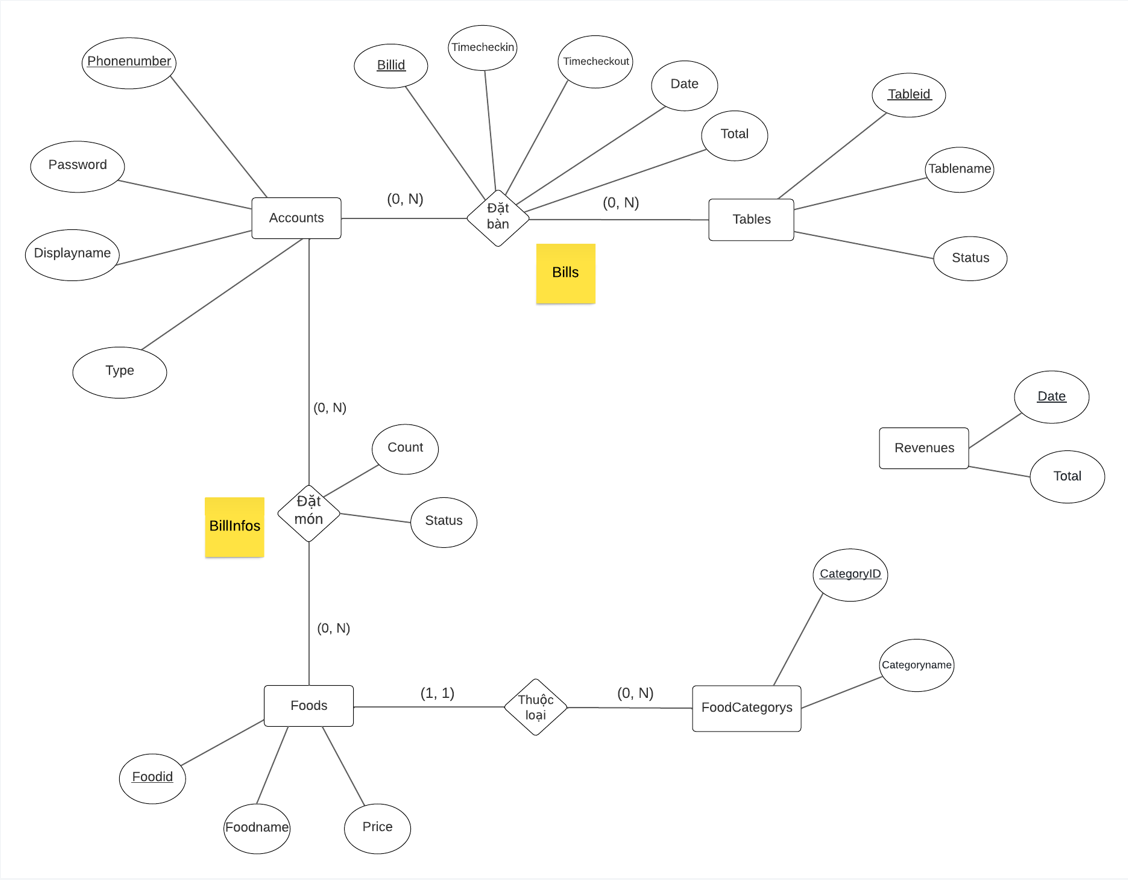 Phonenumber
Billid
Timecheckin
Timecheckout
Date
Total
Tableid
Tablename
Status
Password
Displayname
Type
Accounts
(0, N)
Đặt
bàn
(0, N)
Tables
Bills
(0, N)
Count
Status
Đặt
món
BillInfos
(0, N)
Revenues
Date
Total
CategoryID
Categoryname
Foods
(1, 1)
Thuộc
loại
(0, N)
FoodCategorys
Foodid
Foodname
Price